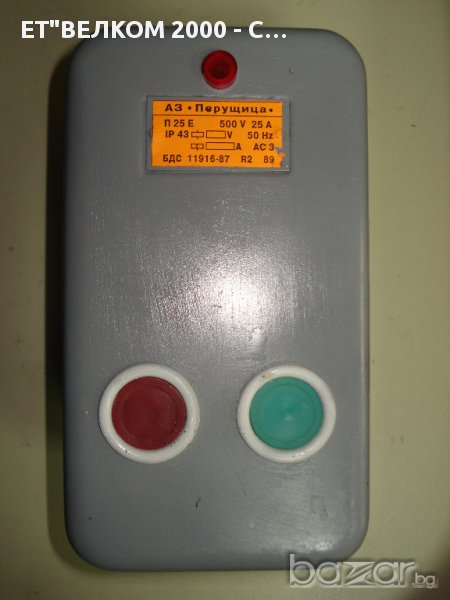 ЕТ"ВЕЛКОМ 2000 - С...
АЗ • Перущица •
П 25 Е 500 V 25 А
IP 43 V 50 Hz
А АС 3
БДС 11916-87 R2 89
bazar.bg